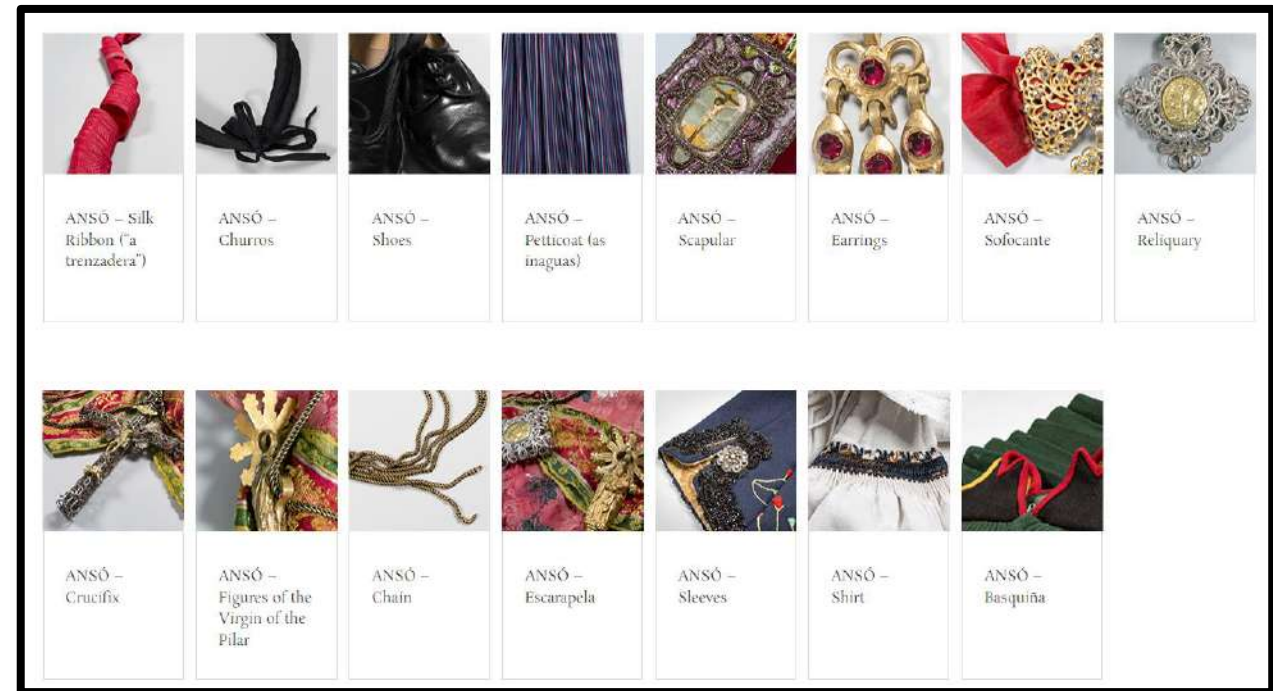 ANSÓ – Silk
Ribbon (“a
trenzadera”)
ANSÓ –
Churros
ANSÓ –
Shoes
ANSÓ –
Petticoat (as
inaguas)
ANSÓ –
Scapular
ANSÓ –
Earrings
ANSÓ –
Sofocante
ANSÓ –
Reliquary
ANSÓ –
Crucifix
ANSÓ –
Figures of the
Virgin of the
Pilar
ANSÓ –
Chain
ANSÓ –
Escarapela
ANSÓ –
Sleeves
ANSÓ –
Shirt
ANSÓ –
Basquiña